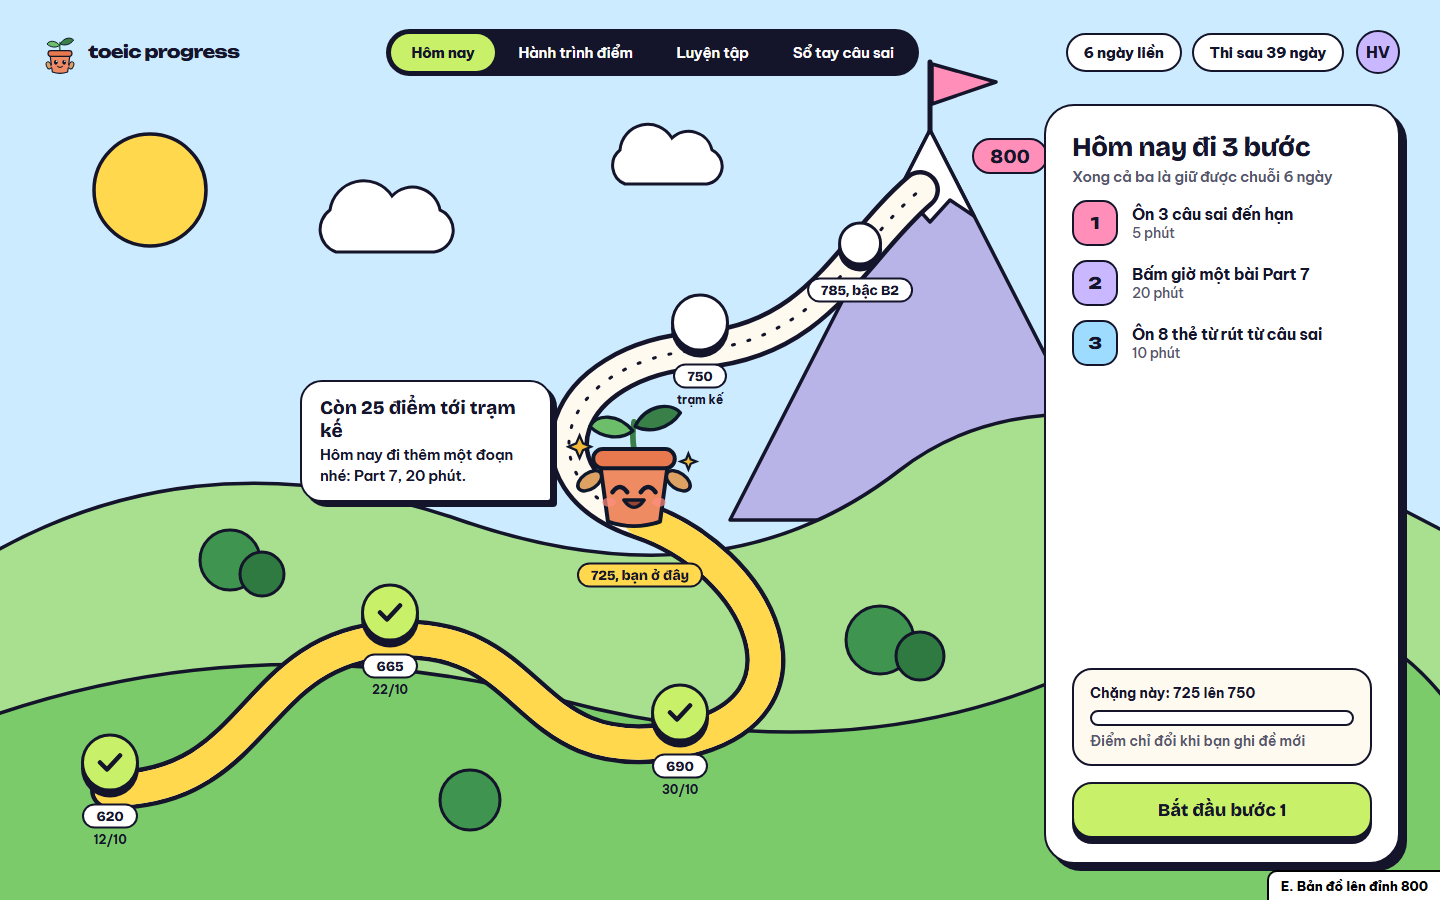 toeic progress
Hôm nay
Hành trình điểm
Luyện tập
Sổ tay câu sai
6 ngày liền
Thi sau 39 ngày
HV
800
785, bậc B2
750
trạm kế
Còn 25 điểm tới trạm
kế
Hôm nay đi thêm một đoạn
nhé: Part 7, 20 phút.
725, bạn ở đây
665
22/10
690
30/10
620
12/10
Hôm nay đi 3 bước
Xong cả ba là giữ được chuỗi 6 ngày
1
Ôn 3 câu sai đến hạn
5 phút
2
Bấm giờ một bài Part 7
20 phút
3
Ôn 8 thẻ từ rút từ câu sai
10 phút
Chặng này: 725 lên 750
Điểm chỉ đổi khi bạn ghi đề mới
Bắt đầu bước 1
E. Bản đồ lên đỉnh 800